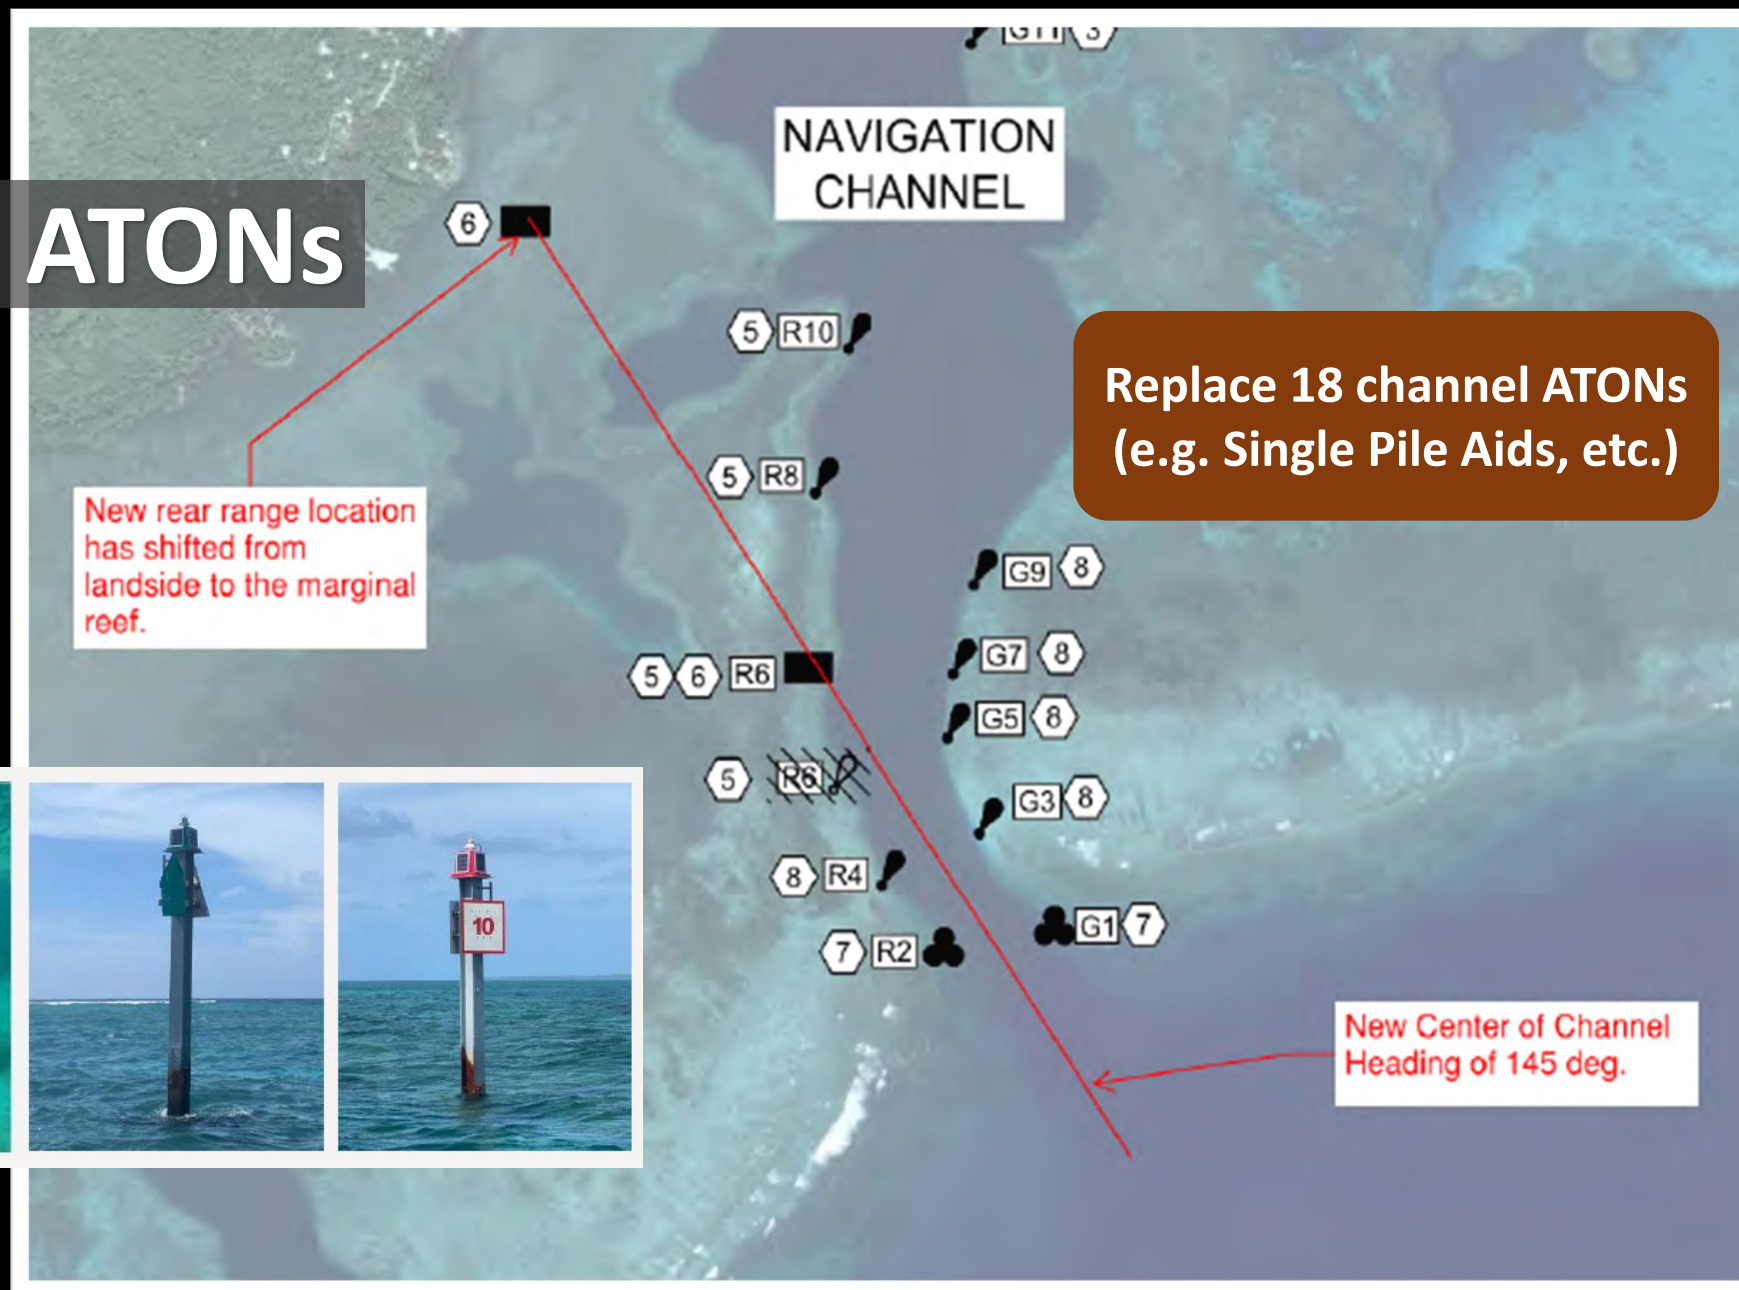 G11 3
NAVIGATION
CHANNEL
ATONs
6
5 R10
Replace 18 channel ATONs
(e.g. Single Pile Aids, etc.)
5 R8
New rear range location
has shifted from
landside to the marginal
reef.
G9 8
G7 8
5 6 R6
G5 8
5 R6
G3 8
8 R4
10
G1 7
7 R2
New Center of Channel
Heading of 145 deg.